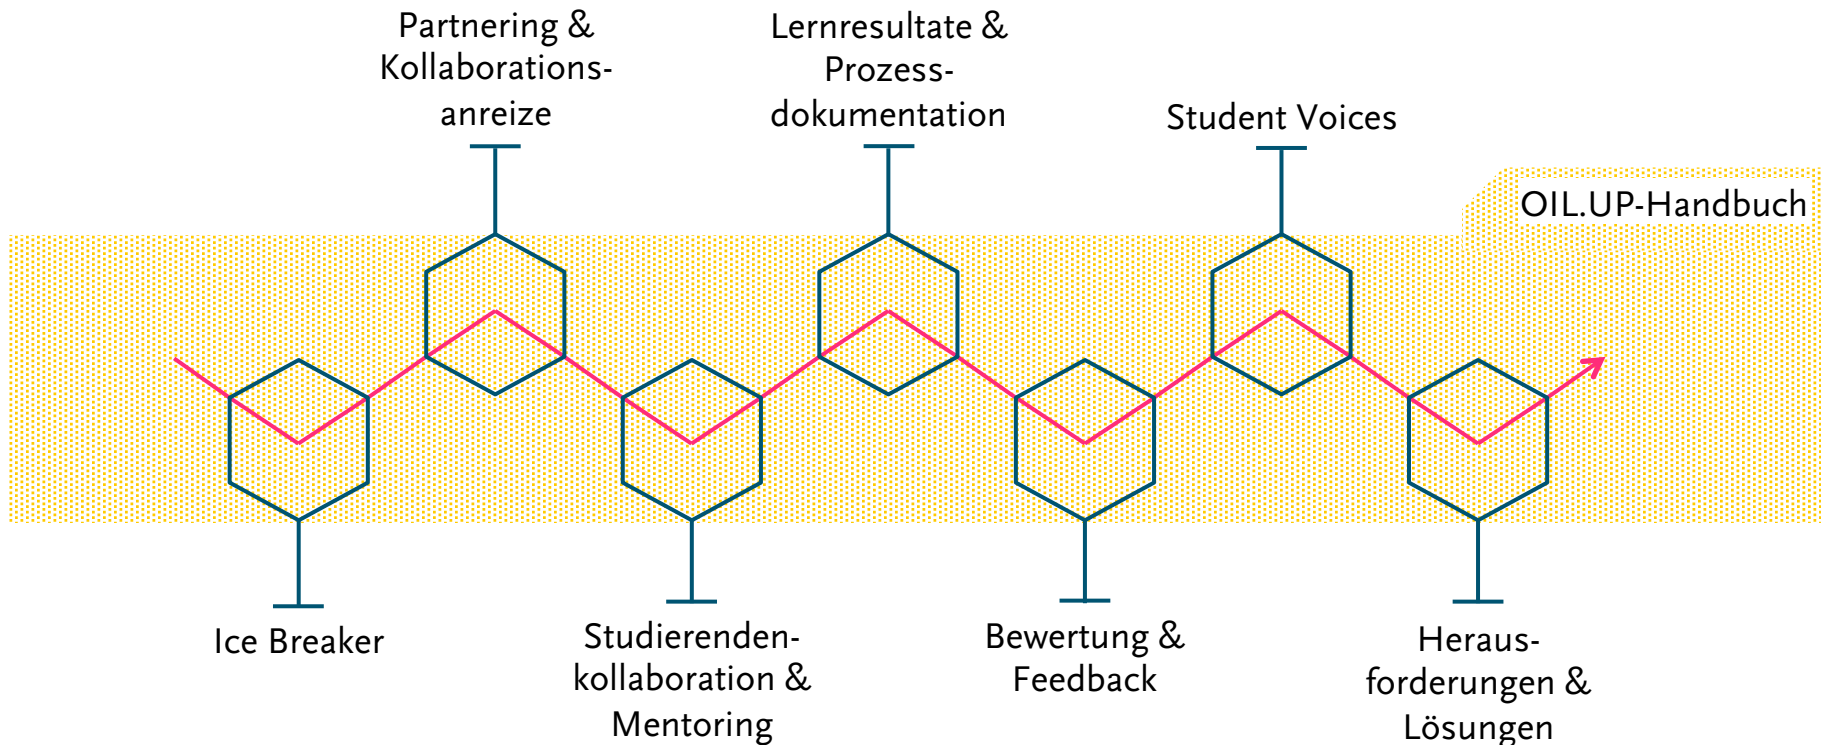 Partnering &
Kollaborations-
anreize
Lernresultate &
Prozess-
dokumentation
Student Voices
OIL.UP-Handbuch
Ice Breaker
Studierenden-
kollaboration &
Mentoring
Bewertung &
Feedback
Heraus-
forderungen &
Lösungen